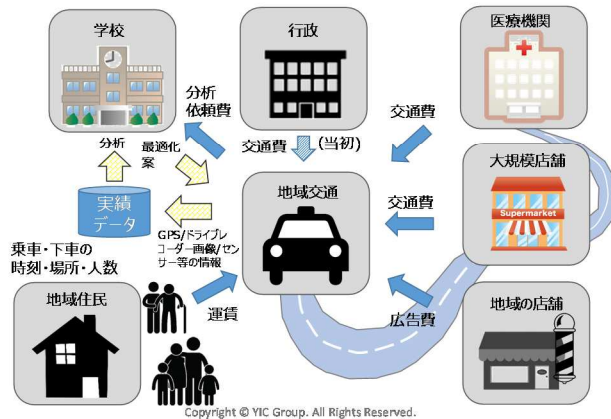 学校
行政
医療機関
分析
依頼費
交通費
(当初)
交通費
分析
最適化
案
大規模店舗
Supermarket
地域交通
交通費
実績
データ
GPS/ドライブレ
コーダー画像/セン
サー等の情報
乗車・下車の
時刻・場所・人数
地域住民
運賃
広告費
地域の店舗
Copyright © YIC Group. All Rights Reserved.